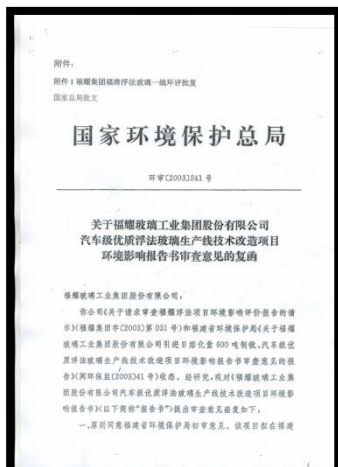 附件:
附件1 福耀集团福清浮法玻璃一线环评批复
国家总局批文
国家环境保护总局
环审[2003]241 号
关于福耀玻璃工业集团股份有限公司
汽车级优质浮法玻璃生产线技术改造项目
环境影响报告书审查意见的复函
福耀玻璃工业集团股份有限公司:
你公司《关于请求审查福耀浮法项目环境影响评价报告的请
示》(福耀集团字(2003)第 031 号)和福建省环境保护局《关于福耀
玻璃工业集团股份有限公司引进日熔化量 600 吨制镜、汽车级优
质浮法玻璃生产线技术改造项目环境影响报告书审查意见的报
告》(闽环保监[2003]41 号)收悉。经研究,现对《福耀玻璃工业集
团股份有限公司汽车级优质浮法玻璃生产线技术改造项目环境影
响报告书》(以下简称"报告书")提出审查意见函复如下:
一、原则同意福建省环境保护局初审意见。该项目拟在福建